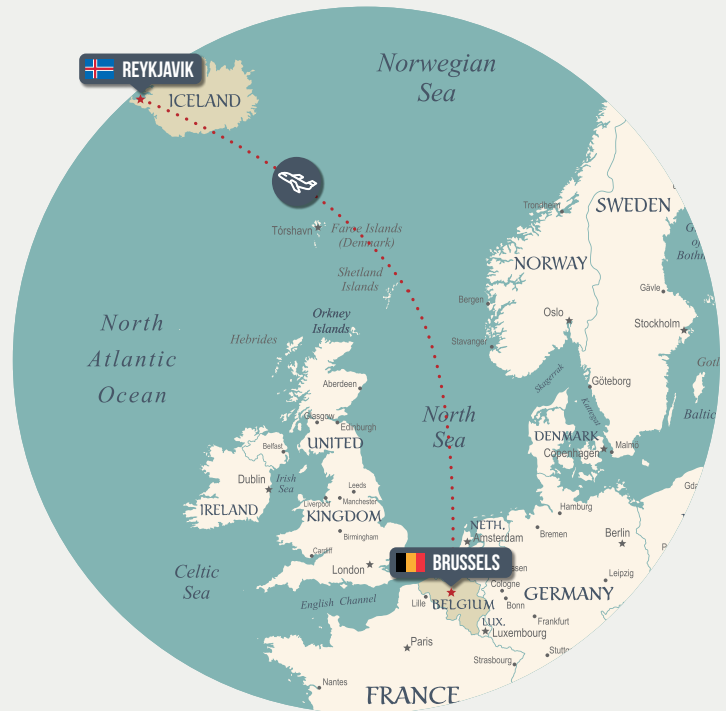 Norwegian
Sea
REYKJAVIK
ICELAND
Trondheim
SWEDEN
Tórshavn
Faroe Islands
(Denmark)
NORWAY
Shetland
Islands
Gävle
Bergen
Oslo
Stockholm
Orkney
Islands
North
Atlantic
Ocean
Hebrides
Stavanger
Skagerrak
Göteborg
Aberdeen
Kattegat
Baltic
North
Sea
Glasgow
Edinburgh
UNITED
KINGDOM
DENMARK
Copenhagen
Malmö
Belfast
Dublin
Irish
Sea
IRELAND
Leeds
Liverpool
Manchester
Birmingham
Cardiff
London
Hamburg
Bremen
Berlin
NETH.
Amsterdam
BRUSSELS
Celtic
Sea
English Channel
Lille
BELGIUM
Cologne
Bonn
Leipzig
GERMANY
LUX.
Luxembourg
Frankfurt
Paris
Strasbourg
Nantes
FRANCE